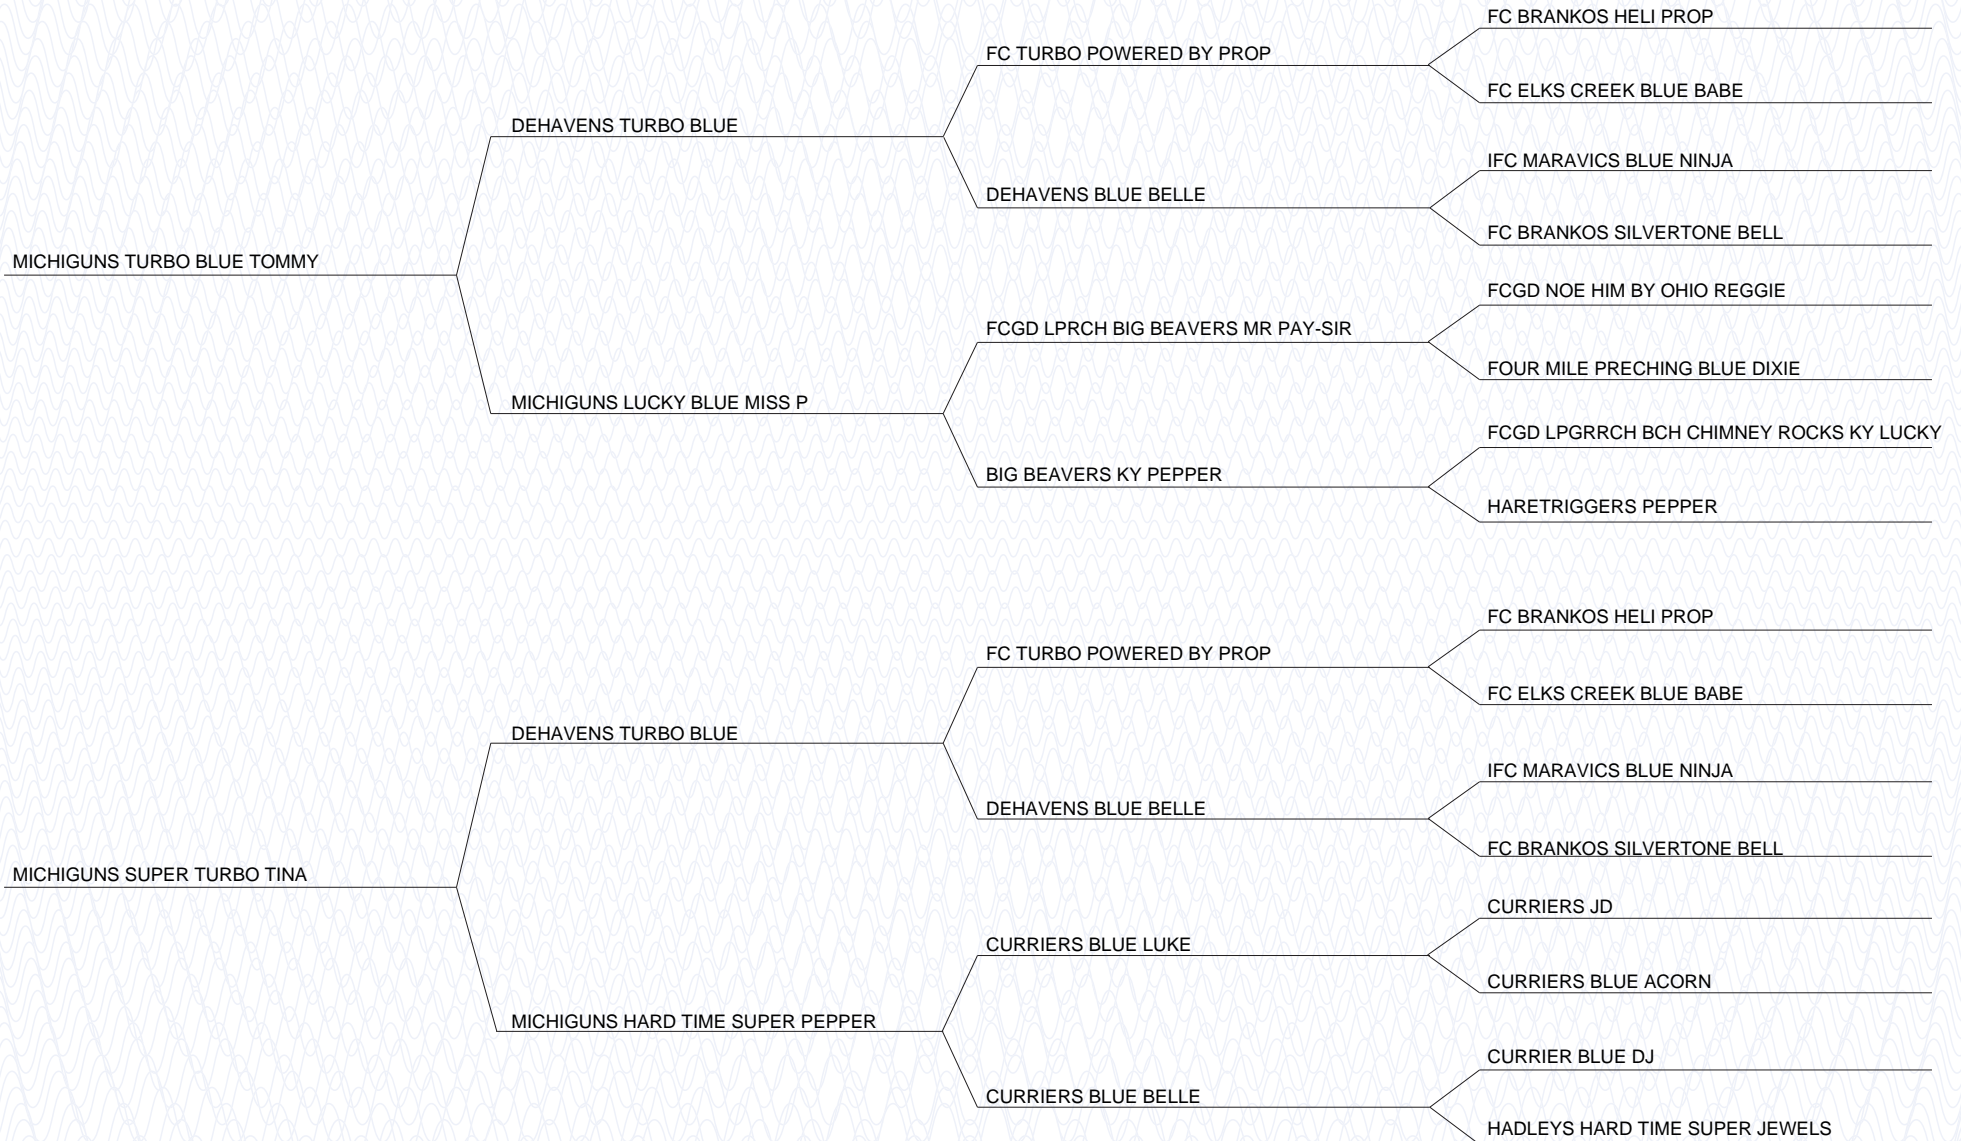 FC BRANKOS HELI PROP
FC TURBO POWERED BY PROP
FC ELKS CREEK BLUE BABE
DEHAVENS TURBO BLUE
IFC MARAVICS BLUE NINJA
DEHAVENS BLUE BELLE
FC BRANKOS SILVERTONE BELL
MICHIGUNS TURBO BLUE TOMMY
FCGD NOE HIM BY OHIO REGGIE
FCGD LPRCH BIG BEAVERS MR PAY-SIR
FOUR MILE PRECHING BLUE DIXIE
MICHIGUNS LUCKY BLUE MISS P
FCGD LPGRRCH BCH CHIMNEY ROCKS KY LUCKY
BIG BEAVERS KY PEPPER
HARETRIGGERS PEPPER
FC BRANKOS HELI PROP
FC TURBO POWERED BY PROP
FC ELKS CREEK BLUE BABE
DEHAVENS TURBO BLUE
IFC MARAVICS BLUE NINJA
DEHAVENS BLUE BELLE
FC BRANKOS SILVERTONE BELL
MICHIGUNS SUPER TURBO TINA
CURRIERS JD
CURRIERS BLUE LUKE
CURRIERS BLUE ACORN
MICHIGUNS HARD TIME SUPER PEPPER
CURRIER BLUE DJ
CURRIERS BLUE BELLE
HADLEYS HARD TIME SUPER JEWELS